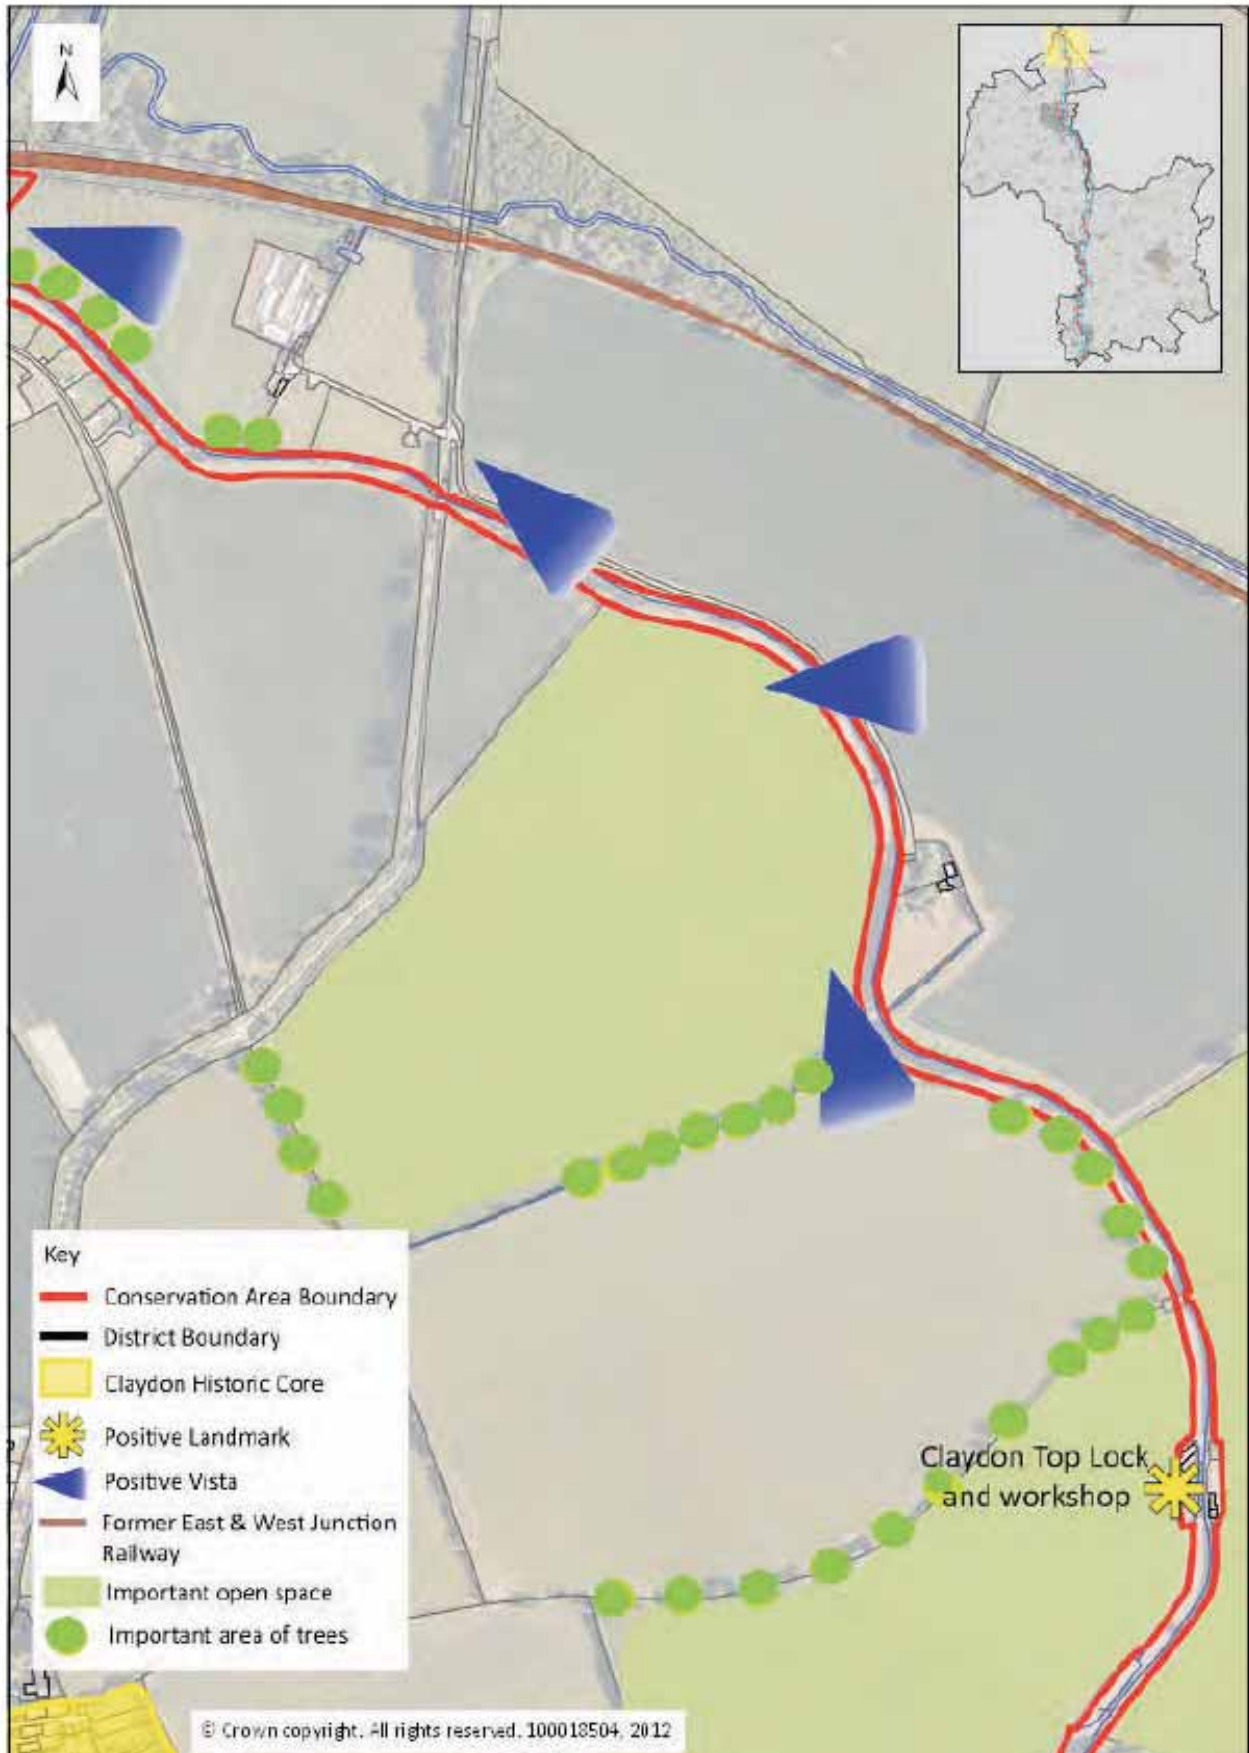 N
Claydon Top Lock
and workshop
Key
Conservation Area Boundary
District Boundary
Claydon Historic Core
Positive Landmark
Positive Vista
Former East & West Junction
Railway
Important open space
Important area of trees
© Crown copyright. All rights reserved. 100018504, 2012